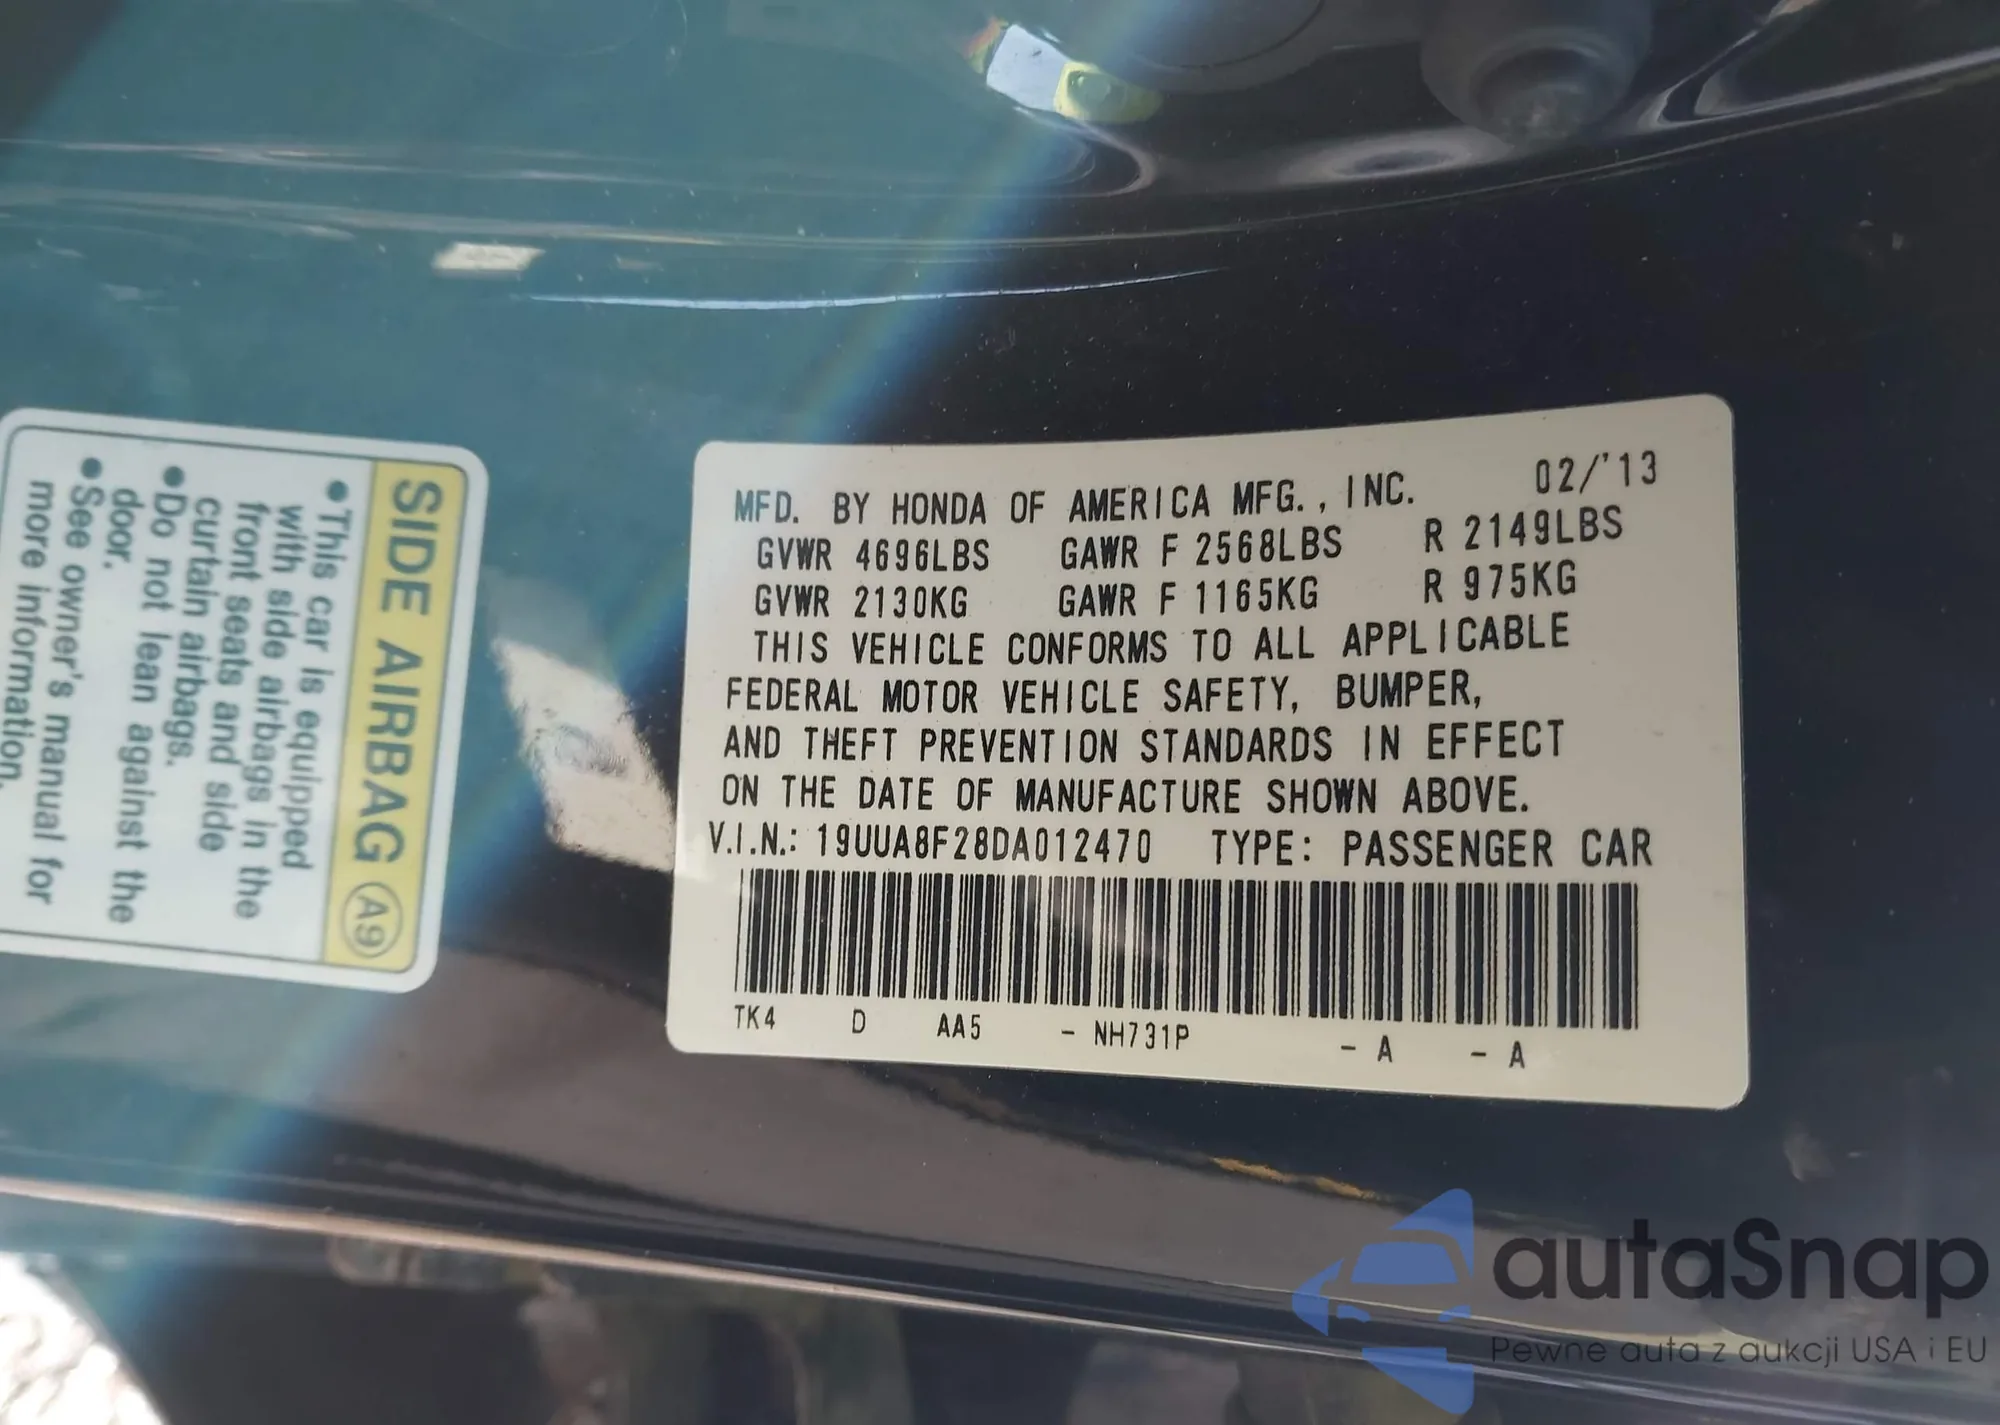 MFD. BY HONDA OF AMERICA MFG., INC. 02/'13
GVWR 4696LBS GAWR F 2568LBS R 2149LBS
GVWR 2130KG GAWR F 1165KG R 975KG
THIS VEHICLE CONFORMS TO ALL APPLICABLE
FEDERAL MOTOR VEHICLE SAFETY, BUMPER,
AND THEFT PREVENTION STANDARDS IN EFFECT
ON THE DATE OF MANUFACTURE SHOWN ABOVE.
V.I.N.: 19UUA8F28DA012470 TYPE: PASSENGER CAR
TK4 D AA5 - NH731P - A - A
SIDE AIRBAG A9
•This car is equipped
with side airbags in the
front seats and side
curtain airbags.
•Do not lean against the
door.
•See owner's manual for
more information.
autaSnap
Pewne auta z aukcji USA i EU